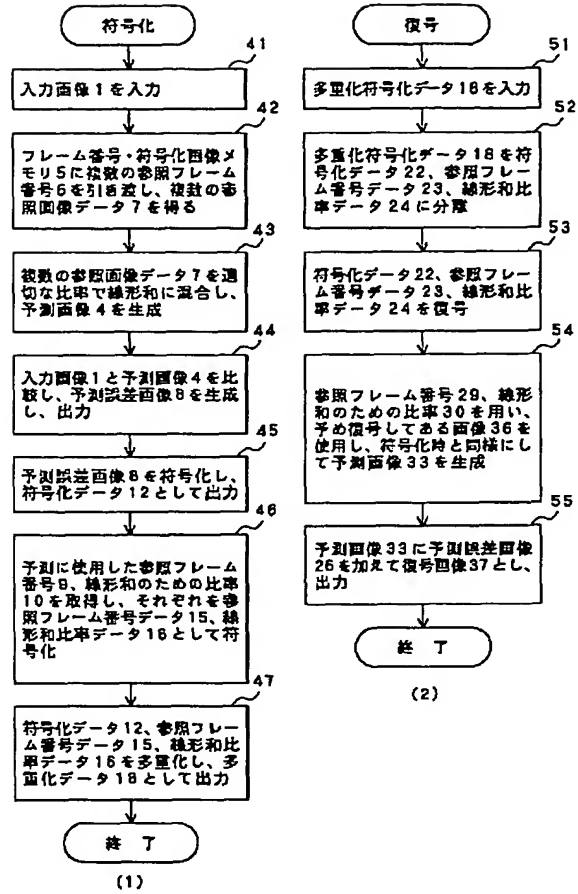 符号化
41
入力画像1を入力
42
フレーム番号・符号化画像メ
モリ5に複数の参照フレーム
番号6を引き渡し、複数の参
照画像データ7を得る
43
複数の参照画像データ7を適
切な比率で線形和に混合し、
予測画像4を生成
44
入力画像1と予測画像4を比
較し、予測誤差画像8を生成
し、出力
45
予測誤差画像8を符号化し、
符号化データ12として出力
46
予測に使用した参照フレーム
番号9、線形和のための比率
10を取得し、それぞれを参
照フレーム番号データ15、線
形和比率データ16として符
号化
47
符号化データ12、参照フレー
ム番号データ15、線形和比
率データ16を多重化し、多
重化データ18として出力
終 了
(1)
復号
51
多重化符号化データ18を入力
52
多重化符号化データ18を符
号化データ22、参照フレー
ム番号データ23、線形和比
率データ24に分離
53
符号化データ22、参照フレー
ム番号データ23、線形和比
率データ24を復号
54
参照フレーム番号29、線形
和のための比率30を用い、
予め復号してある画像36を
使用し、符号化時と同様にし
て予測画像33を生成
55
予測画像33に予測誤差画像
26を加えて復号画像37とし、
出力
終 了
(2)